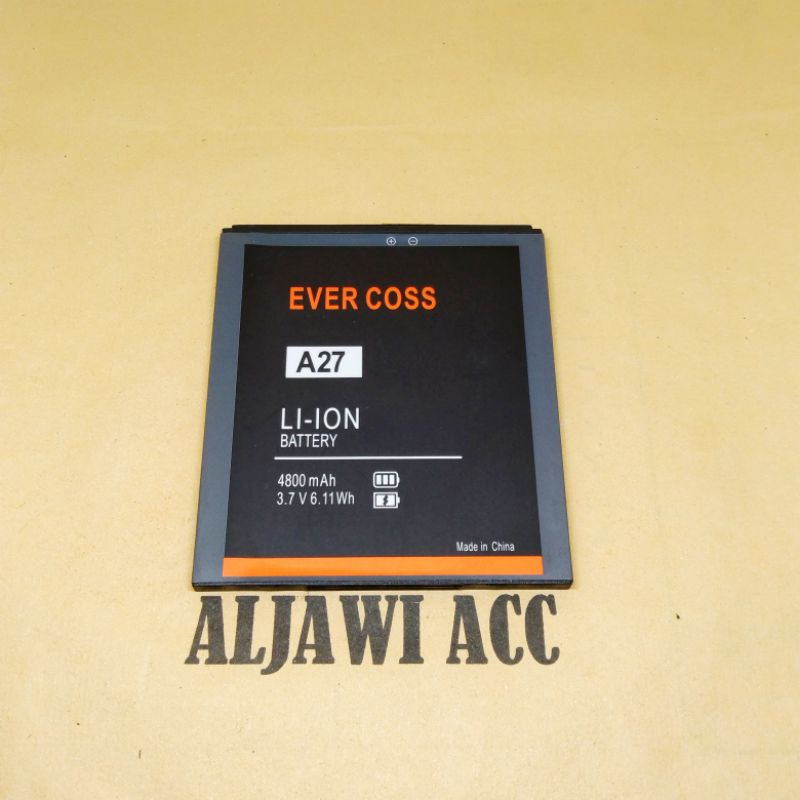 EVER COSS
A27
LI-ION
BATTERY
4800 mAh
3.7 V 6.11Wh
Made in China
ALJAWI ACC